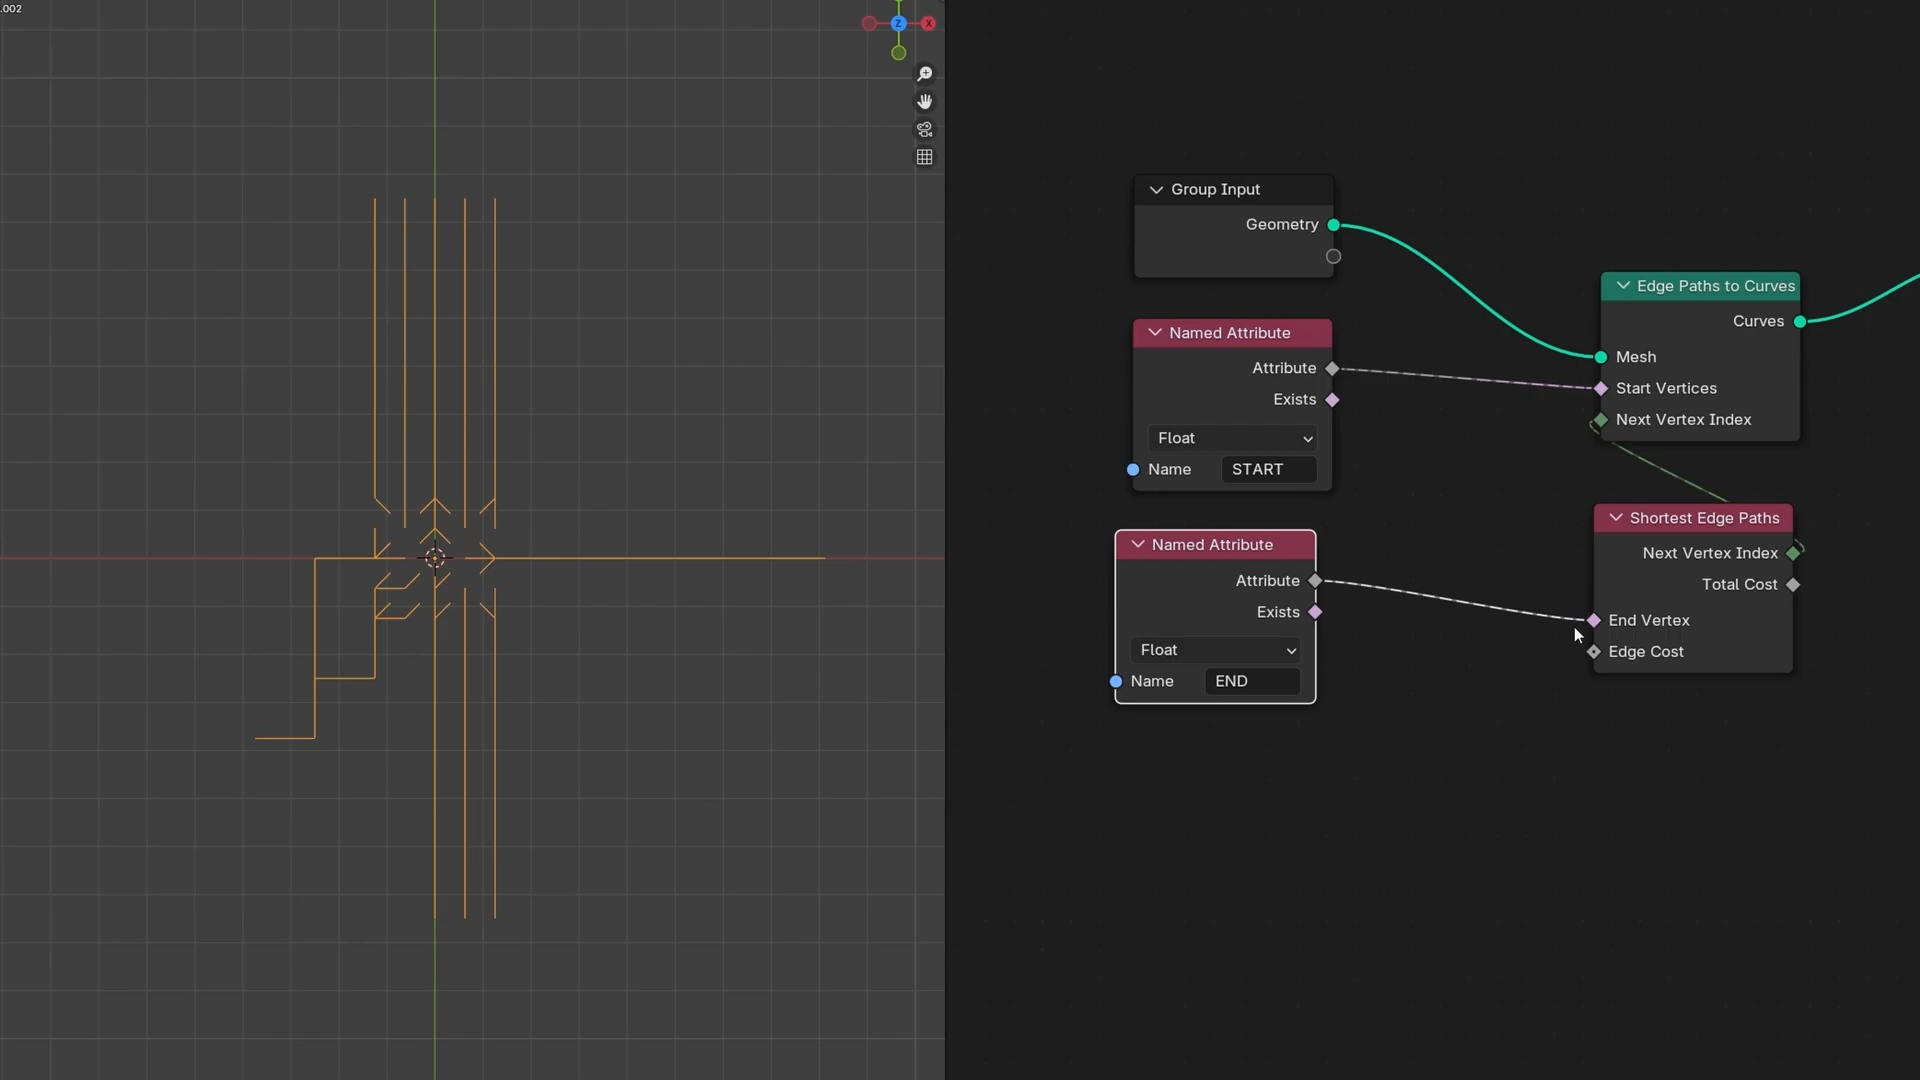 .002
Z
X
Group Input
Geometry
Named Attribute
Attribute
Exists
Float
Name START
Named Attribute
Attribute
Exists
Float
Name END
Edge Paths to Curves
Curves
Mesh
Start Vertices
Next Vertex Index
Shortest Edge Paths
Next Vertex Index
Total Cost
End Vertex
Edge Cost